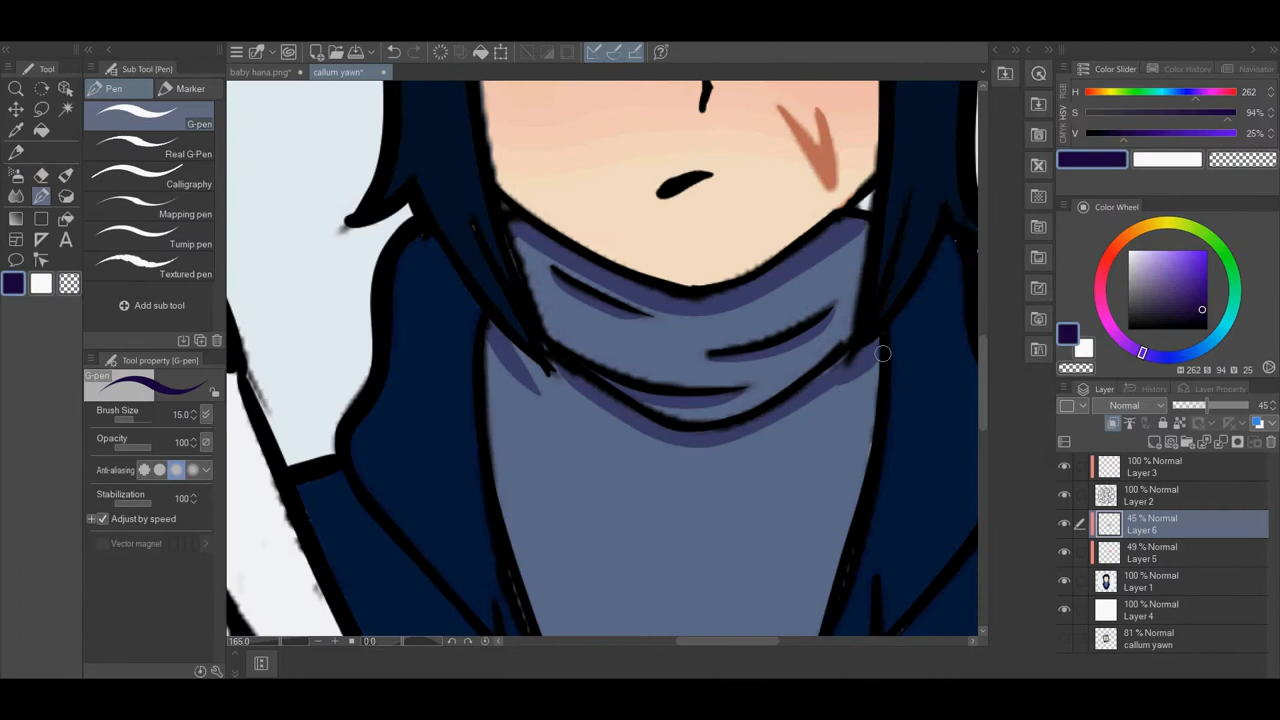 Tool
Sub Tool [Pen]
Pen
Marker
G-pen
Real G-Pen
Calligraphy
Mapping pen
Turnip pen
Textured pen
Add sub tool
Tool property [G-pen]
G-pen
Brush Size 15.0
Opacity 100
Anti-aliasing
Stabilization 100
Adjust by speed
Vector magnet
baby hana.png*
callum yawn*
165.0
0.0
Color Slider
Color History
Navigator
RGB
HSV
CMYK
H 262
S 94%
V 25%
Color Wheel
262 S 94 V 25
Layer
History
Layer Property
Normal
45
100 % Normal
Layer 3
100 % Normal
Layer 2
45 % Normal
Layer 6
49 % Normal
Layer 5
100 % Normal
Layer 1
100 % Normal
Layer 4
81 % Normal
callum yawn